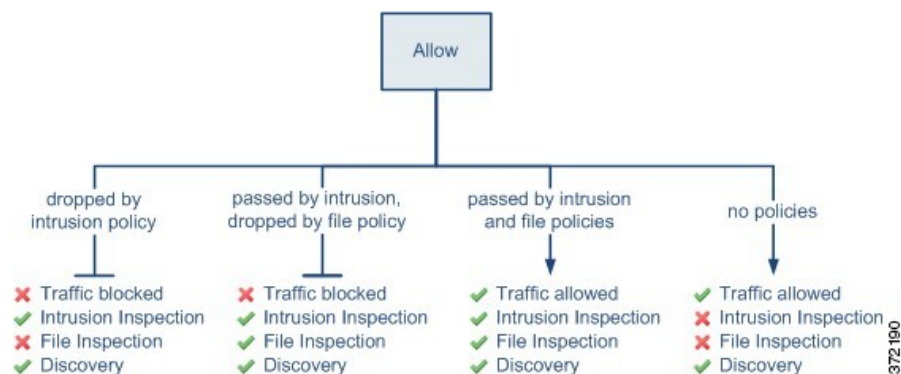 Allow
dropped by
intrusion policy
passed by intrusion,
dropped by file policy
passed by intrusion
and file policies
no policies
Traffic blocked
Intrusion Inspection
File Inspection
Discovery
Traffic blocked
Intrusion Inspection
File Inspection
Discovery
Traffic allowed
Intrusion Inspection
File Inspection
Discovery
Traffic allowed
Intrusion Inspection
File Inspection
Discovery
372190